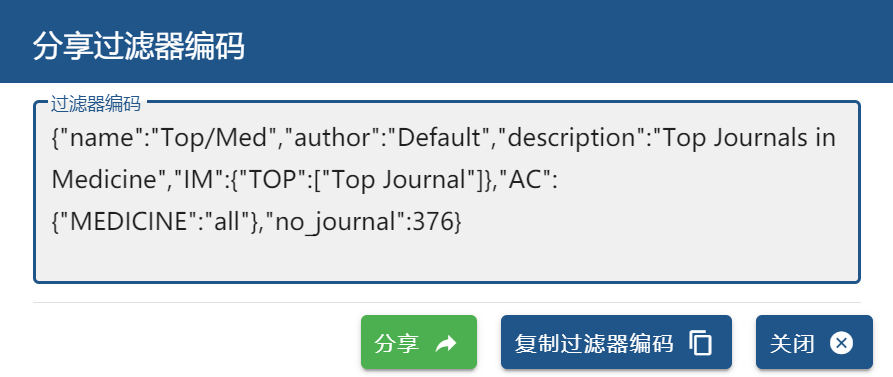 分享过滤器编码
过滤器编码
{"name":"Top/Med","author":"Default","description":"Top Journals in
Medicine","IM":{"TOP":["Top Journal"]},"AC":
{"MEDICINE":"all"},"no_journal":376}
分享 复制过滤器编码 关闭